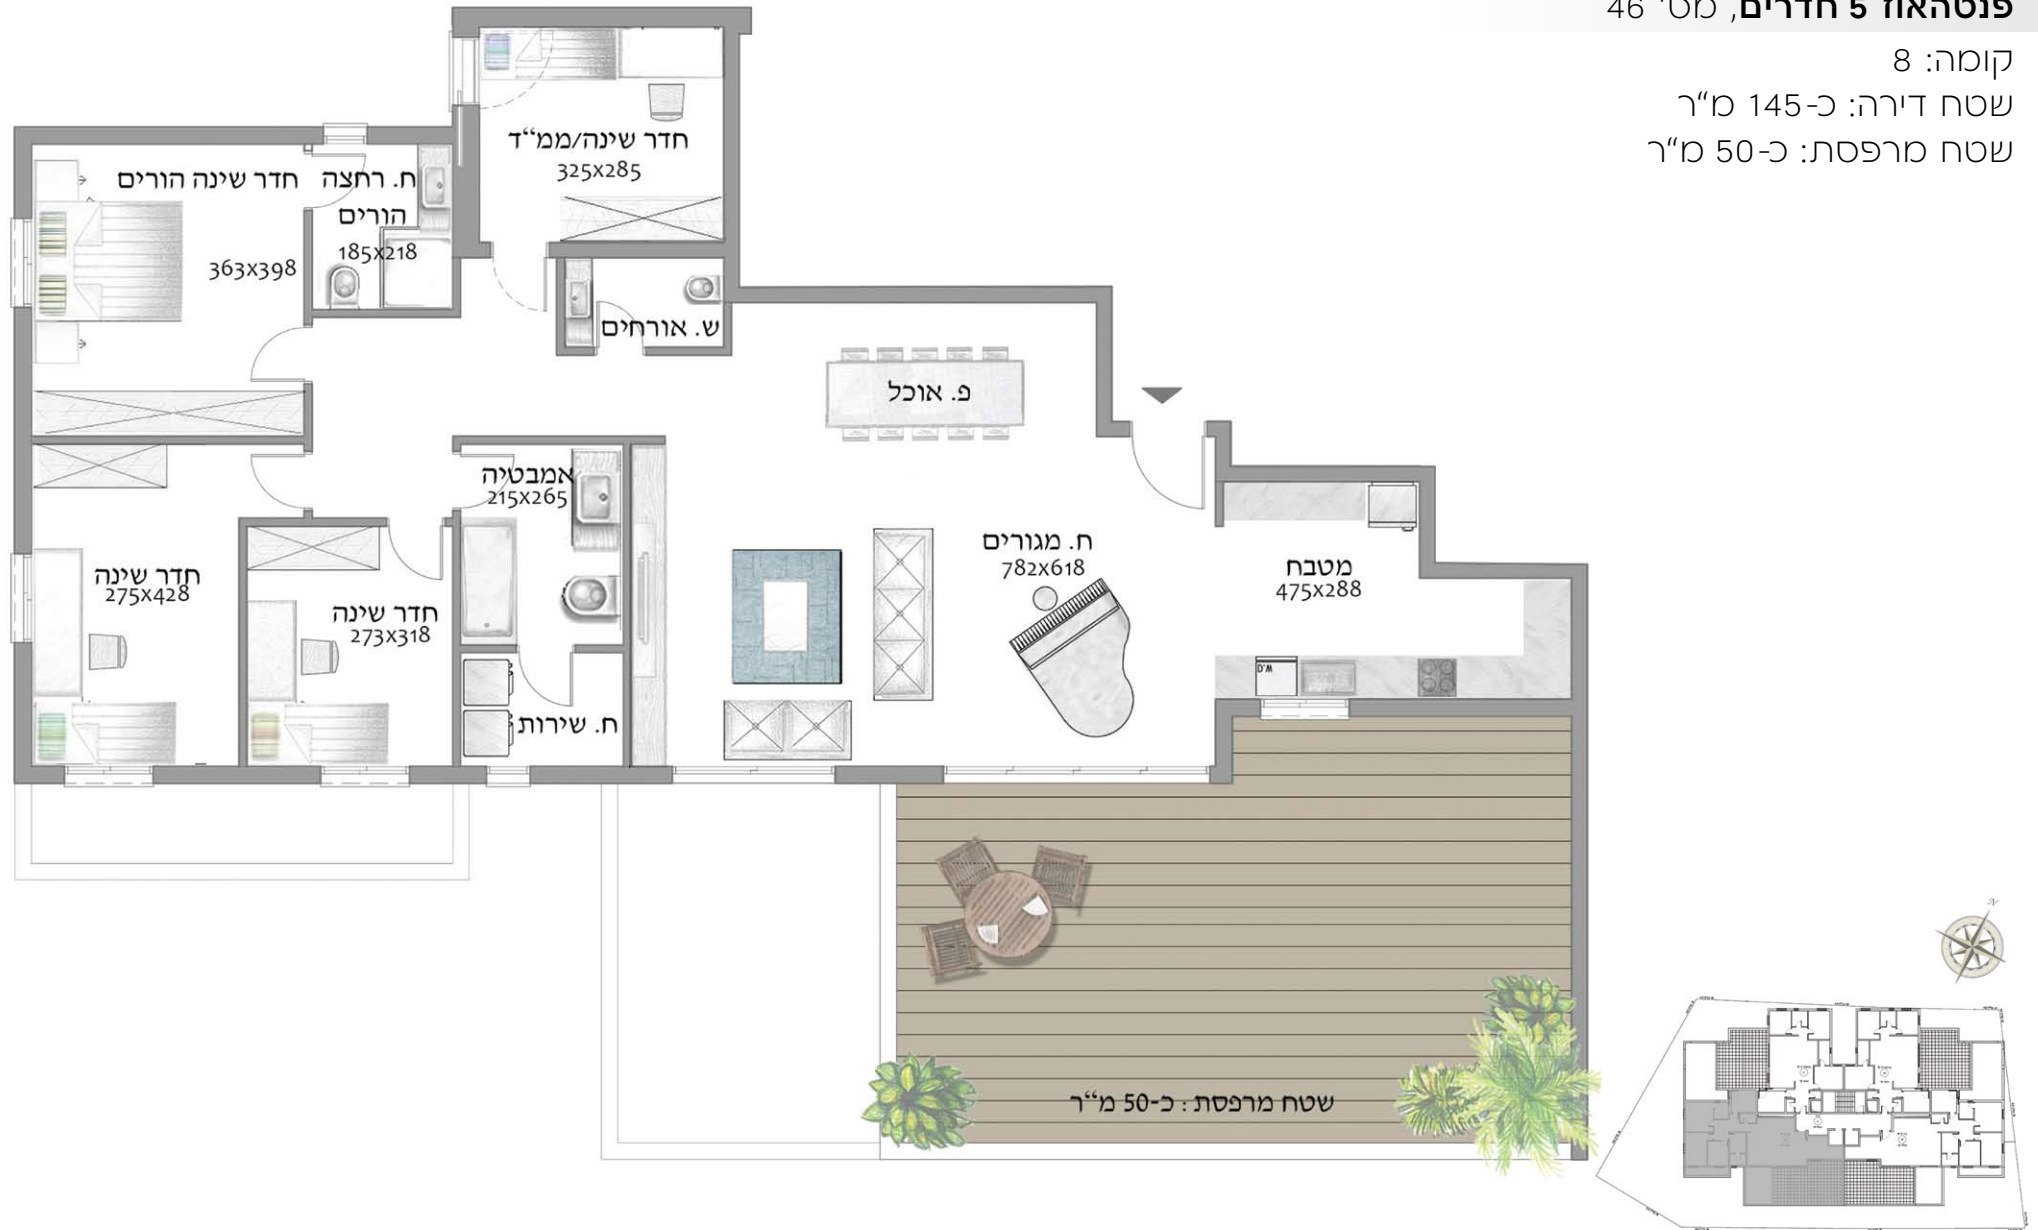 פנטהאוז 5 חדרים, מס' 46
קומה: 8
שטח דירה: כ-145 מ“ר
שטח מרפסת: כ-50 מ“ר
חדר שינה/ממ“ד
325x285
חדר שינה הורים
363x398
ח. רחצה
הורים
185x218
ש. אורחים
פ. אוכל
אמבטיה
215x265
ח. מגורים
782x618
מטבח
475x288
חדר שינה
275x428
חדר שינה
273x318
D.W
ח. שירות
שטח מרפסת : כ-50 מ“ר
N